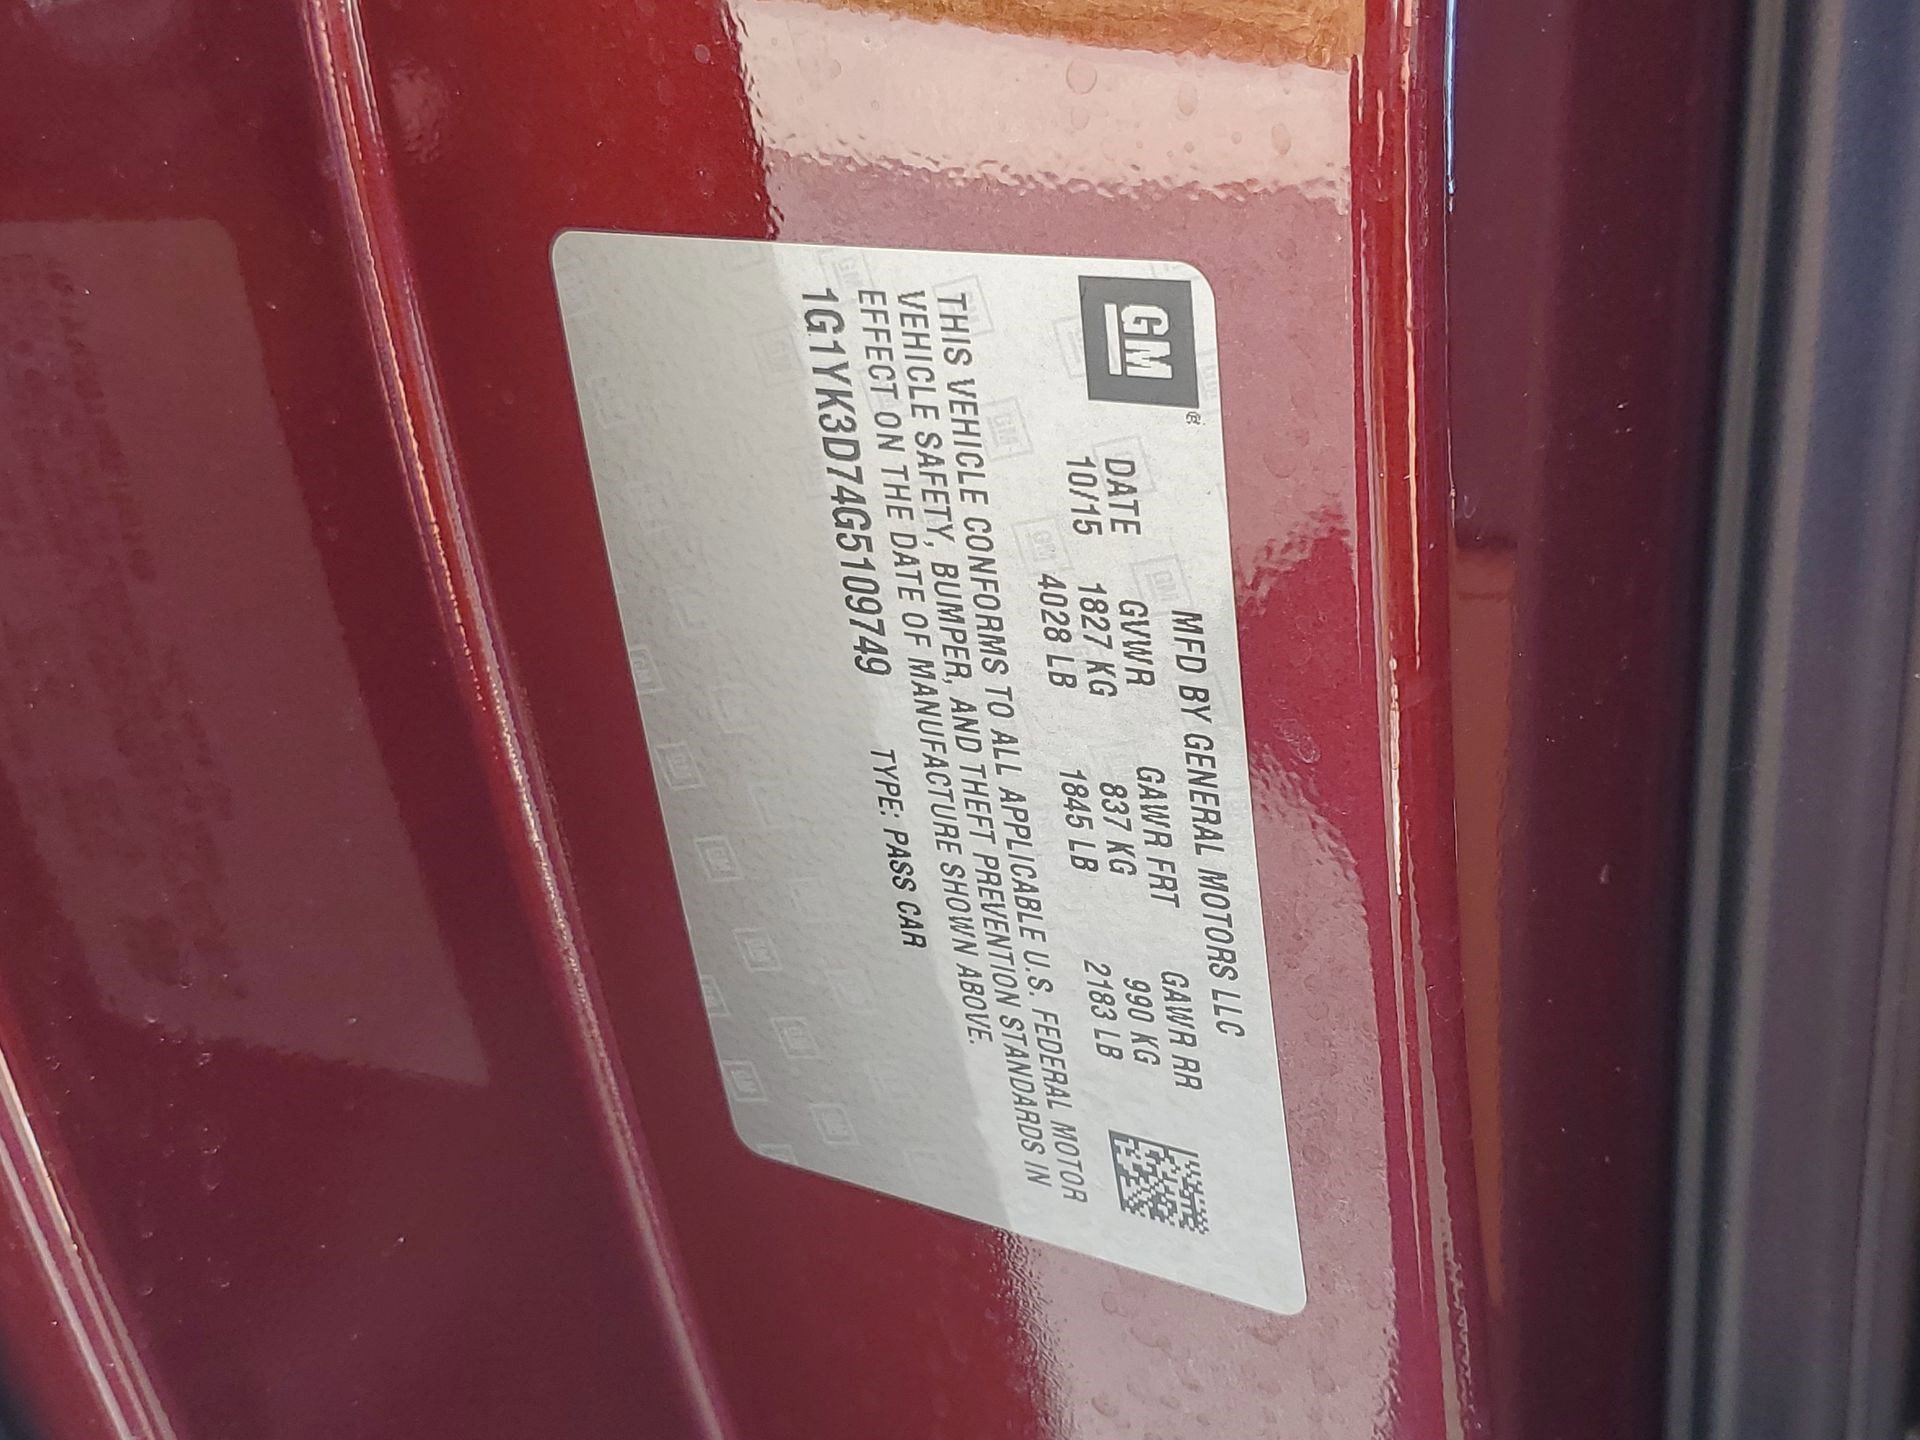 GM ®
MFD BY GENERAL MOTORS LLC
DATE GVWR GAWR FRT GAWR RR
10/15 1827 KG 837 KG 990 KG
4028 LB 1845 LB 2183 LB
THIS VEHICLE CONFORMS TO ALL APPLICABLE U.S. FEDERAL MOTOR
VEHICLE SAFETY, BUMPER, AND THEFT PREVENTION STANDARDS IN
EFFECT ON THE DATE OF MANUFACTURE SHOWN ABOVE.
1G1YK3D74G5109749 TYPE: PASS CAR